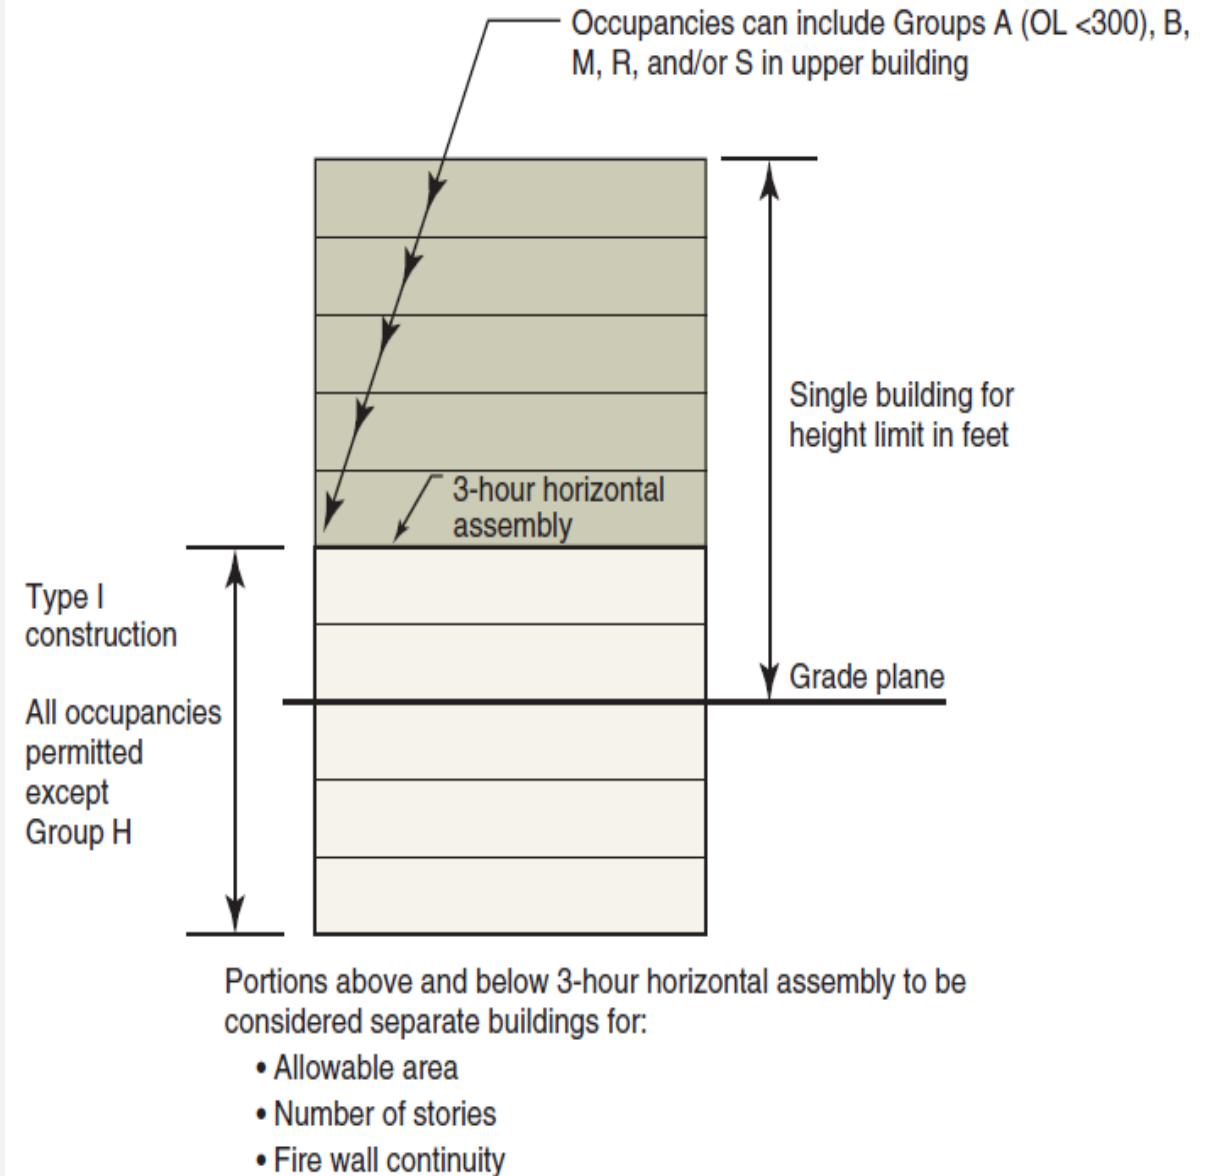 Occupancies can include Groups A (OL <300), B,
M, R, and/or S in upper building
Single building for
height limit in feet
3-hour horizontal
assembly
Type I
construction
Grade plane
All occupancies
permitted
except
Group H
Portions above and below 3-hour horizontal assembly to be
considered separate buildings for:
• Allowable area
• Number of stories
• Fire wall continuity